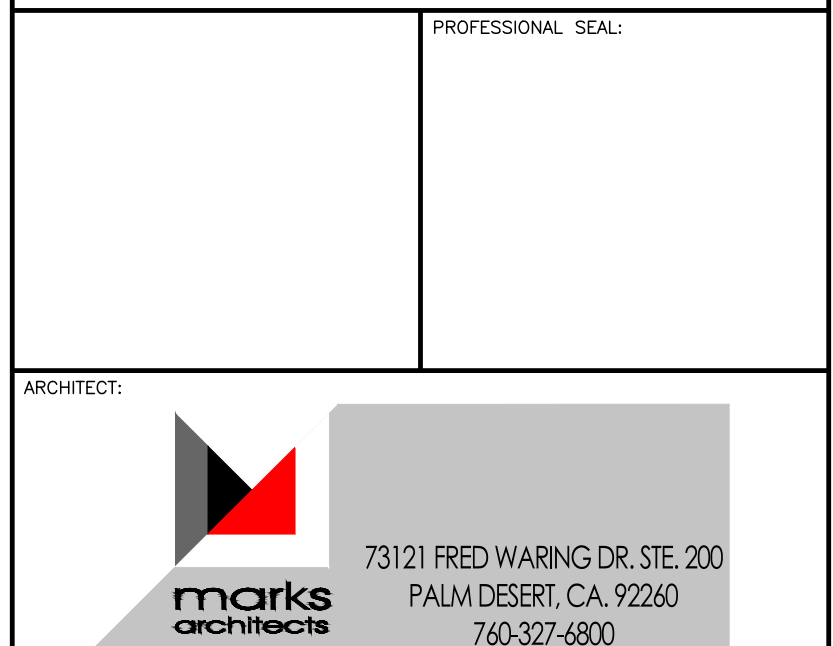 PROFESSIONAL SEAL:
ARCHITECT:
73121 FRED WARING DR. STE. 200
PALM DESERT, CA. 92260
760-327-6800
marks
architects